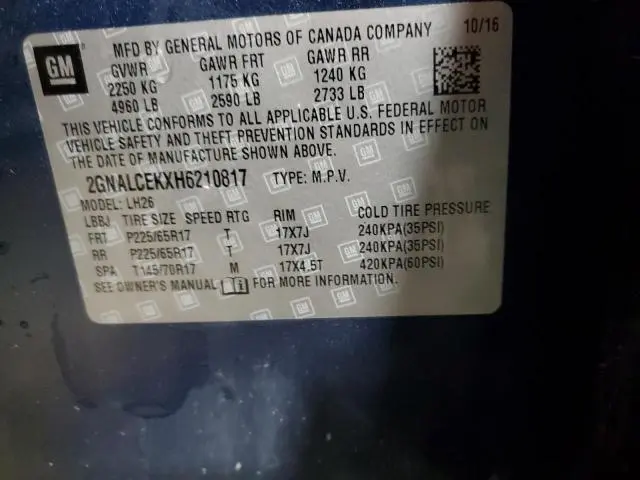 GM
MFD BY GENERAL MOTORS OF CANADA COMPANY 10/16
GVWR GAWR FRT GAWR RR
2250 KG 1175 KG 1240 KG
4960 LB 2590 LB 2733 LB
THIS VEHICLE CONFORMS TO ALL APPLICABLE U.S. FEDERAL MOTOR
VEHICLE SAFETY AND THEFT PREVENTION STANDARDS IN EFFECT ON
THE DATE OF MANUFACTURE SHOWN ABOVE.
2GNALCEKXH6210817 TYPE: M.P.V.
MODEL: LH26
LBBJ TIRE SIZE SPEED RTG RIM COLD TIRE PRESSURE
FRT P225/65R17 T 17X7J 240KPA(35PSI)
RR P225/65R17 T 17X7J 240KPA(35PSI)
SPA T145/70R17 M 17X4.5T 420KPA(60PSI)
SEE OWNER'S MANUAL FOR MORE INFORMATION.